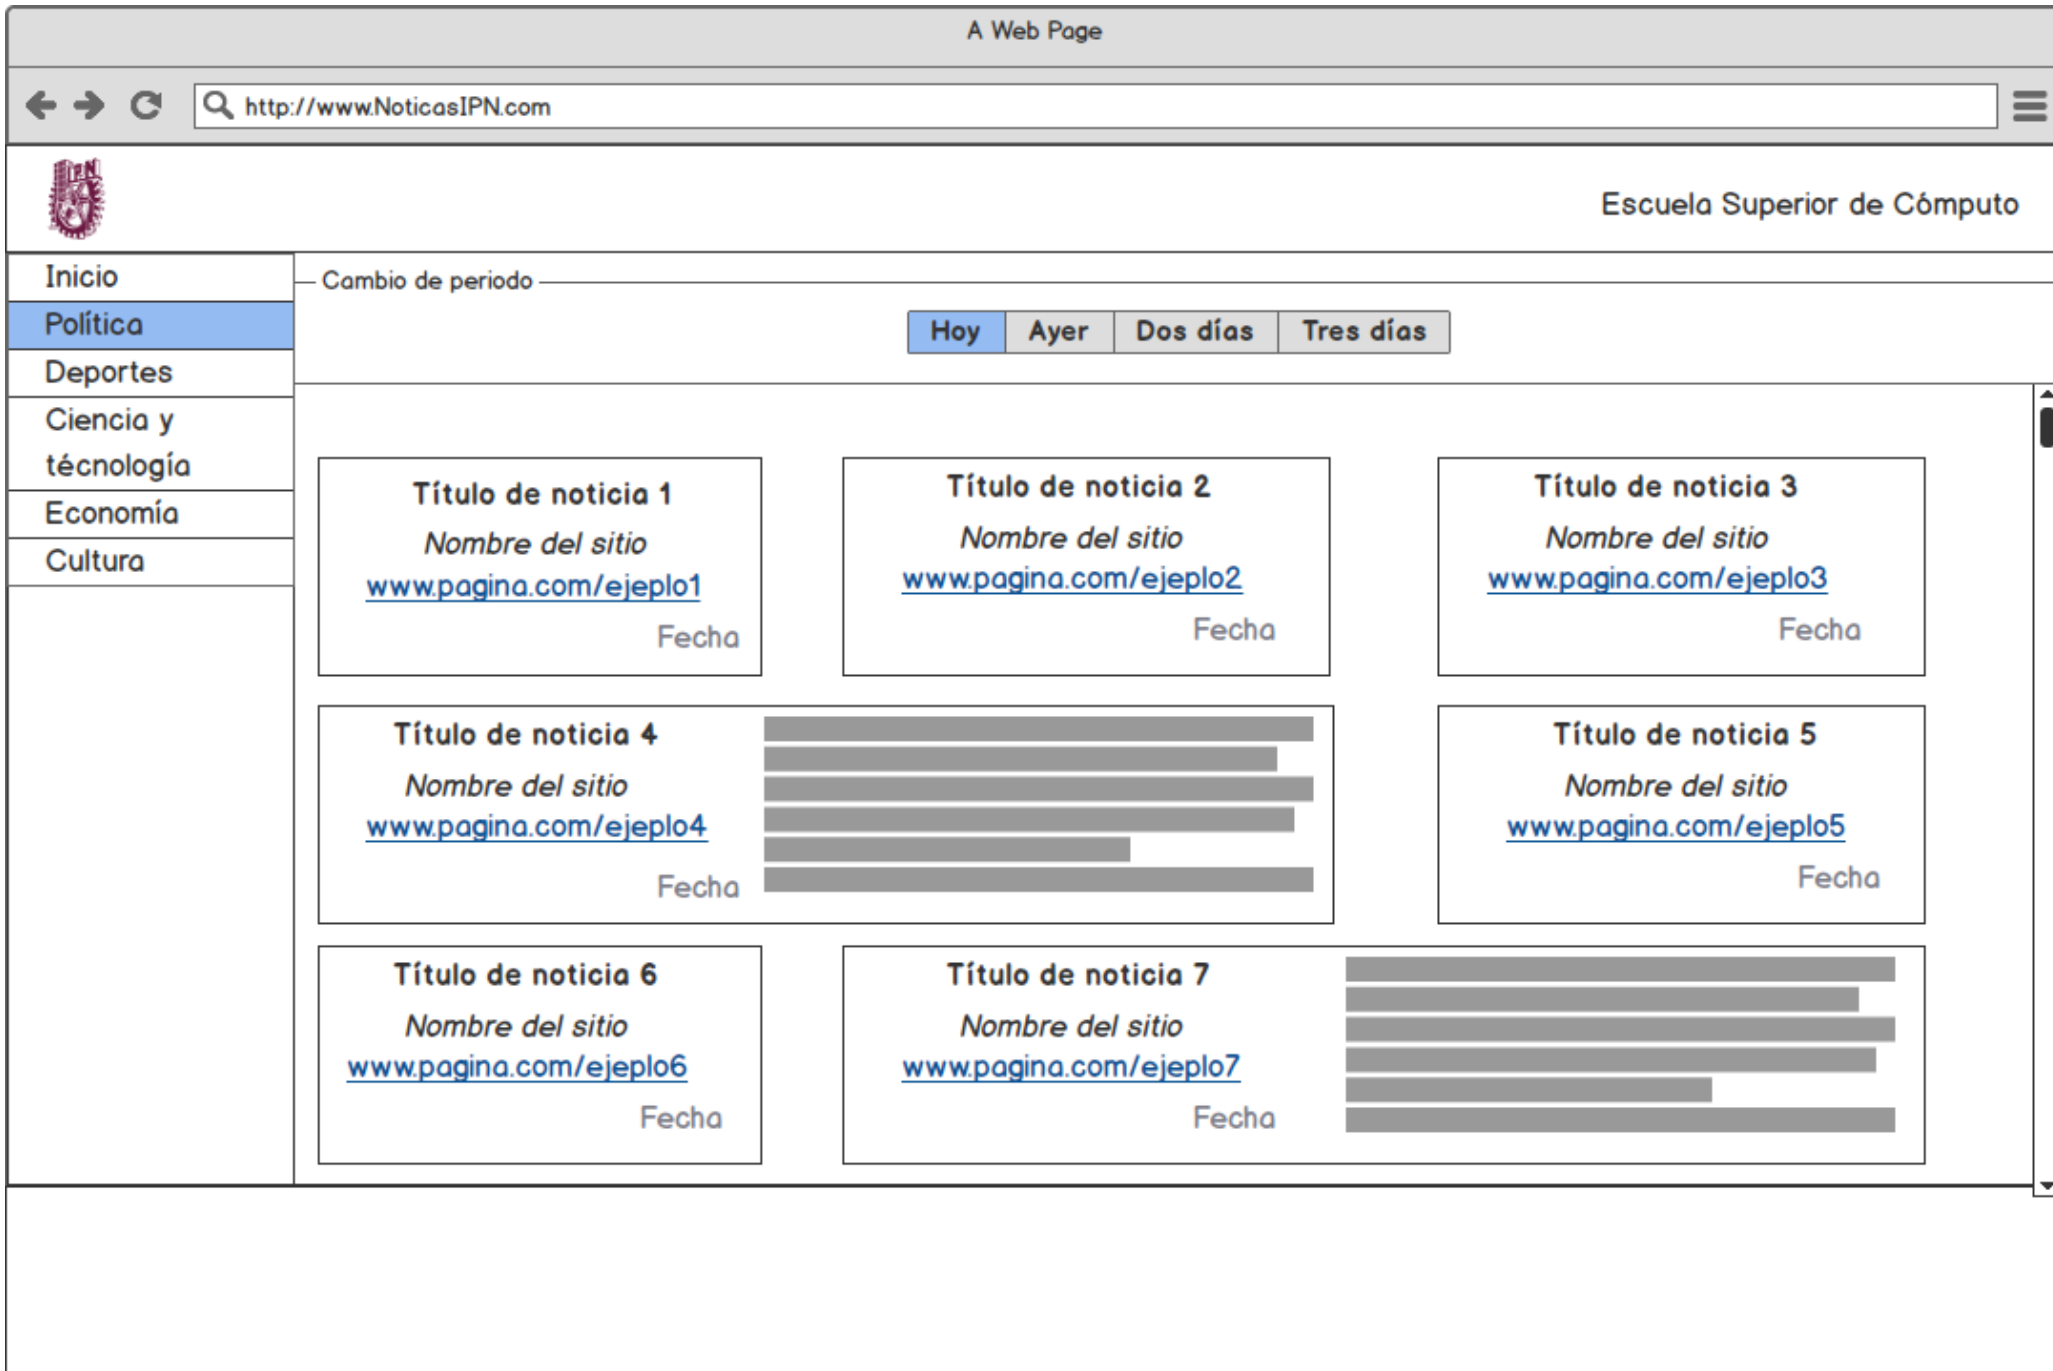 A Web Page
http://www.NoticasIPN.com
IPN
Escuela Superior de Cómputo
Inicio
Política
Deportes
Ciencia y
técnología
Economía
Cultura
Cambio de periodo
Hoy Ayer Dos días Tres días
Título de noticia 1
Nombre del sitio
www.pagina.com/ejeplo1
Fecha
Título de noticia 2
Nombre del sitio
www.pagina.com/ejeplo2
Fecha
Título de noticia 3
Nombre del sitio
www.pagina.com/ejeplo3
Fecha
Título de noticia 4
Nombre del sitio
www.pagina.com/ejeplo4
Fecha
Título de noticia 5
Nombre del sitio
www.pagina.com/ejeplo5
Fecha
Título de noticia 6
Nombre del sitio
www.pagina.com/ejeplo6
Fecha
Título de noticia 7
Nombre del sitio
www.pagina.com/ejeplo7
Fecha